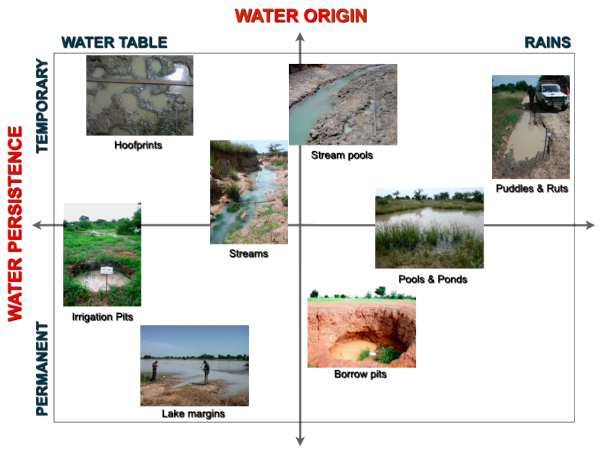 WATER ORIGIN
WATER TABLE
RAINS
WATER PERSISTENCE
TEMPORARY
PERMANENT
Hoofprints
Stream pools
Puddles & Ruts
Streams
Pools & Ponds
Irrigation Pits
Borrow pits
Lake margins